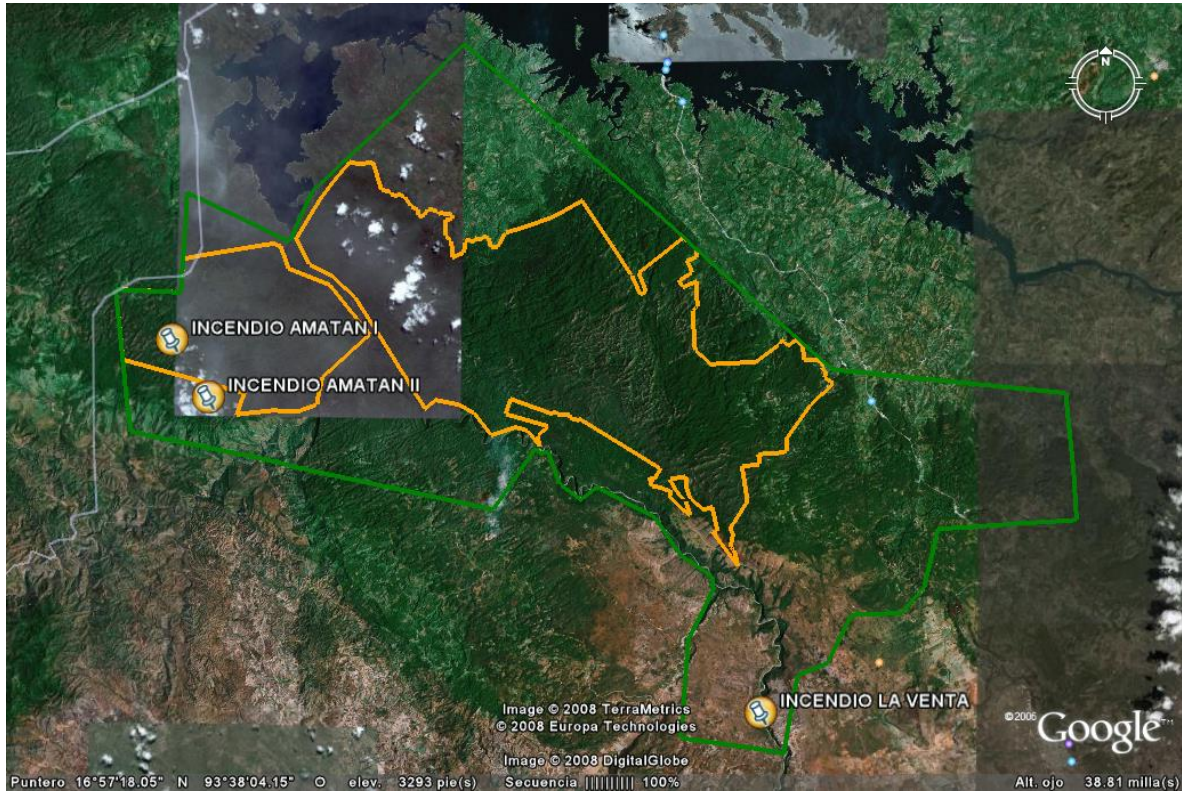 N
INCENDIO AMATAN I
INCENDIO AMATAN II
INCENDIO LA VENTA
Image © 2008 TerraMetrics
© 2008 Europa Technologies
Image © 2008 DigitalGlobe
©2006 Google™
Puntero 16°57'18.05" N 93°38'04.15" O elev. 3293 pie(s) Secuencia |||||||||| 100% Alt. ojo 38.81 milla(s)